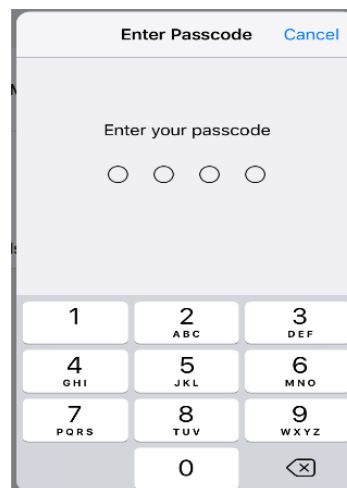 Enter Passcode Cancel
Enter your passcode
1 2 3
ABC DEF
4 5 6
GHI JKL MNO
7 8 9
PQRS TUV WXYZ
0